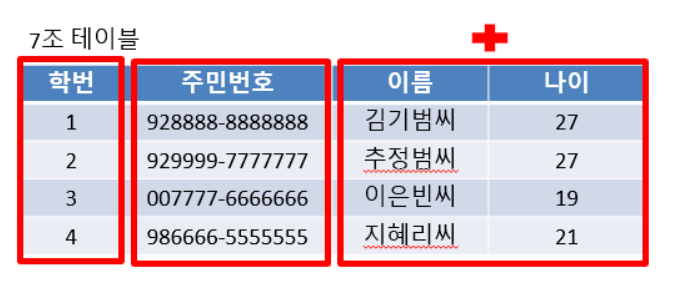 7조 테이블
학번 주민번호 이름 나이
1 928888-8888888 김기범씨 27
2 929999-7777777 추정범씨 27
3 007777-6666666 이은빈씨 19
4 986666-5555555 지혜리씨 21